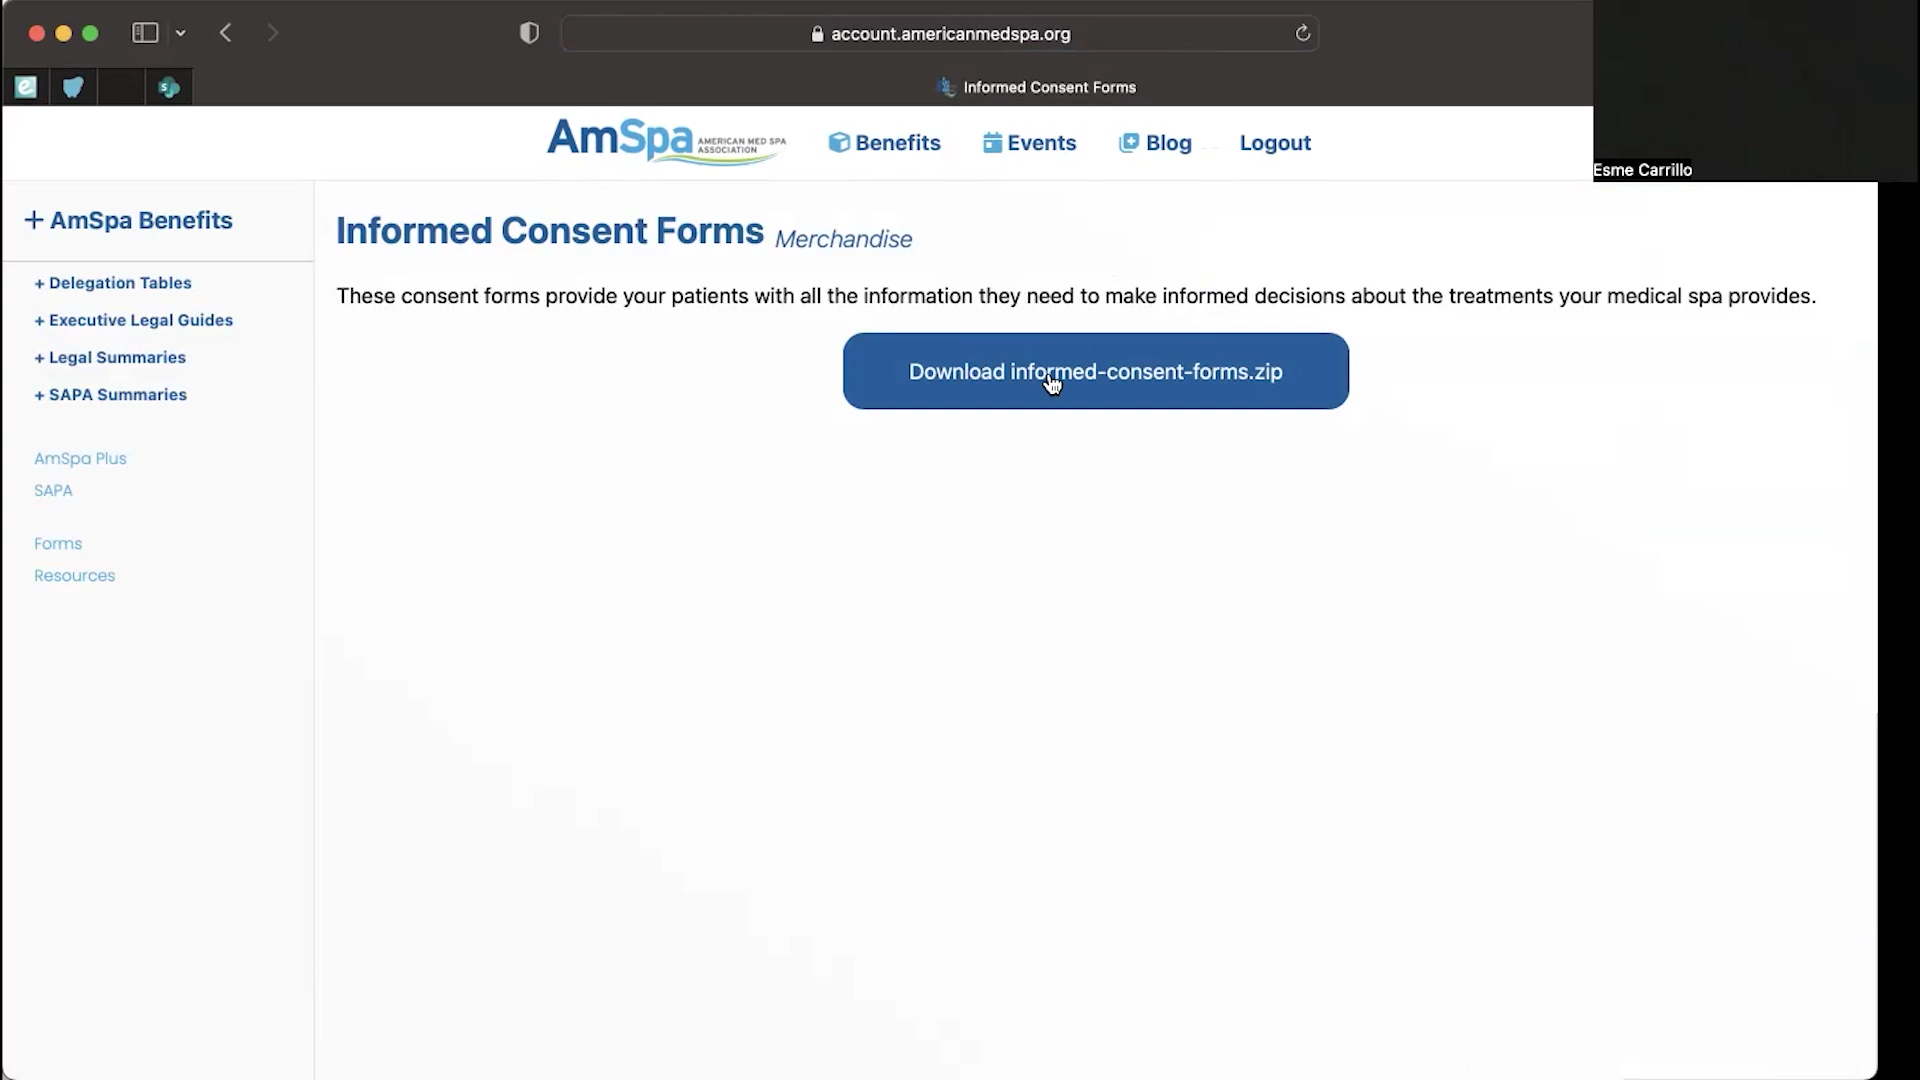 account.americanmedspa.org
Informed Consent Forms
Esme Carrillo
AmSpa AMERICAN MED SPA ASSOCIATION
Benefits
Events
Blog
Logout
+ AmSpa Benefits
+ Delegation Tables
+ Executive Legal Guides
+ Legal Summaries
+ SAPA Summaries
AmSpa Plus
SAPA
Forms
Resources
Informed Consent Forms Merchandise
These consent forms provide your patients with all the information they need to make informed decisions about the treatments your medical spa provides.
Download informed-consent-forms.zip